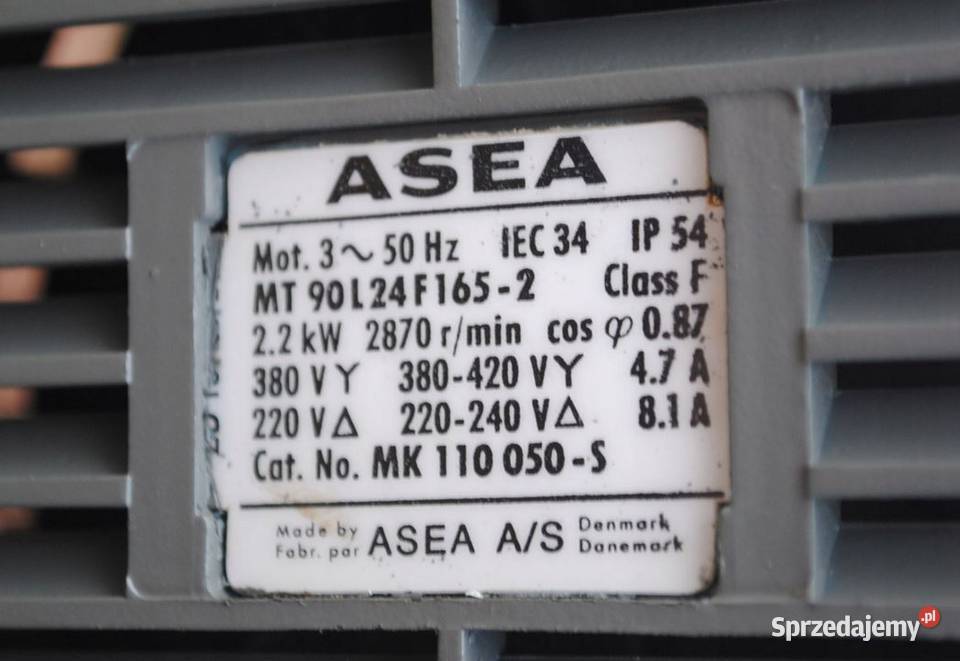 ASEA
Mot. 3~ 50 Hz IEC 34 IP 54
MT 90L24F165-2 Class F
2.2 kW 2870 r/min cos φ 0.87
380 V Y 380-420 V Y 4.7 A
220 V Δ 220-240 V Δ 8.1 A
Cat. No. MK 110 050-S
Made by ASEA A/S Denmark
Fabr. par Danemark
Sprzedajemy.pl